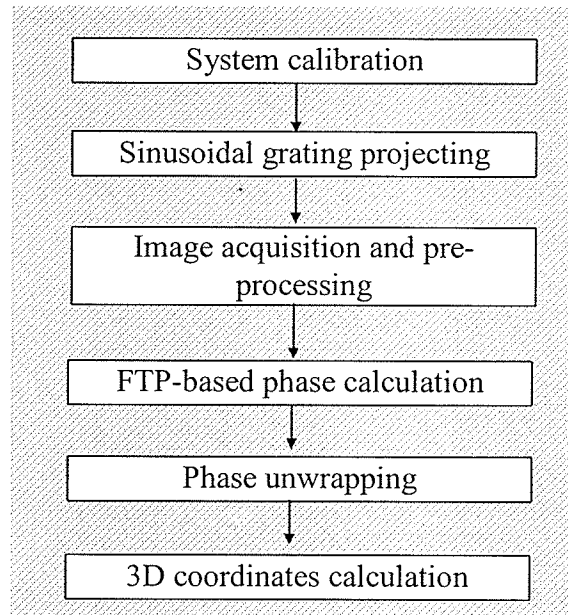 System calibration
Sinusoidal grating projecting
Image acquisition and pre-
processing
FTP-based phase calculation
Phase unwrapping
3D coordinates calculation